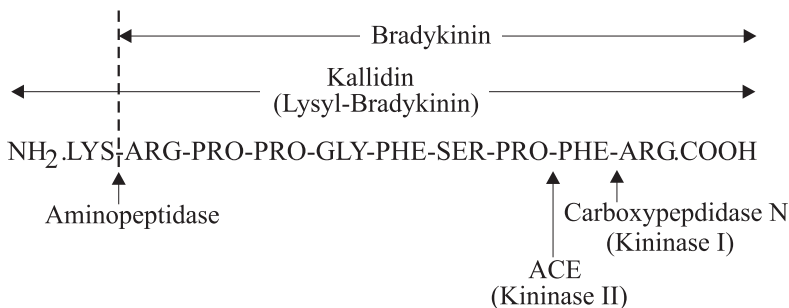 Bradykinin
Kallidin
(Lysyl-Bradykinin)
NH2.LYS-ARG-PRO-PRO-GLY-PHE-SER-PRO-PHE-ARG.COOH
Aminopeptidase
Carboxypepdidase N
(Kininase I)
ACE
(Kininase II)